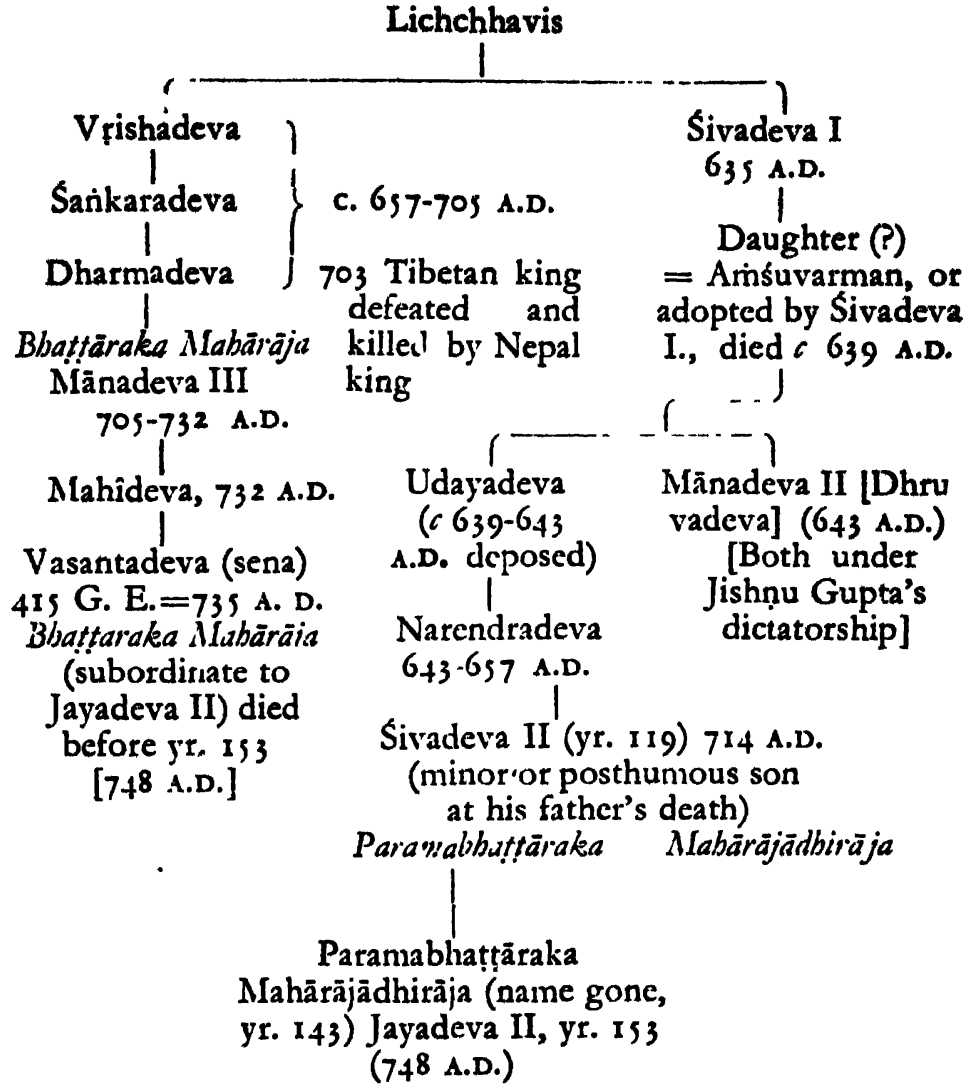 Lichchhavis
Vṛishadeva
Śaṅkaradeva
Dharmadeva
c. 657-705 A.D.
703 Tibetan king
defeated and
killed by Nepal
king
Bhaṭṭāraka Mahārāja
Mānadeva III
705-732 A.D.
Mahîdeva, 732 A.D.
Vasantadeva (sena)
415 G. E.=735 A. D.
Bhaṭṭaraka Mahārāja
(subordinate to
Jayadeva II) died
before yr. 153
[748 A.D.]
Śivadeva I
635 A.D.
Daughter (?)
= Aṁśuvarman, or
adopted by Śivadeva
I., died c 639 A.D.
Udayadeva
(c 639-643
A.D. deposed)
Narendradeva
643-657 A.D.
Mānadeva II [Dhru
vadeva] (643 A.D.)
[Both under
Jishṇu Gupta's
dictatorship]
Śivadeva II (yr. 119) 714 A.D.
(minor or posthumous son
at his father's death)
Paramabhaṭṭāraka Mahārājādhirāja
Paramabhaṭṭāraka
Mahārājādhirāja (name gone,
yr. 143) Jayadeva II, yr. 153
(748 A.D.)